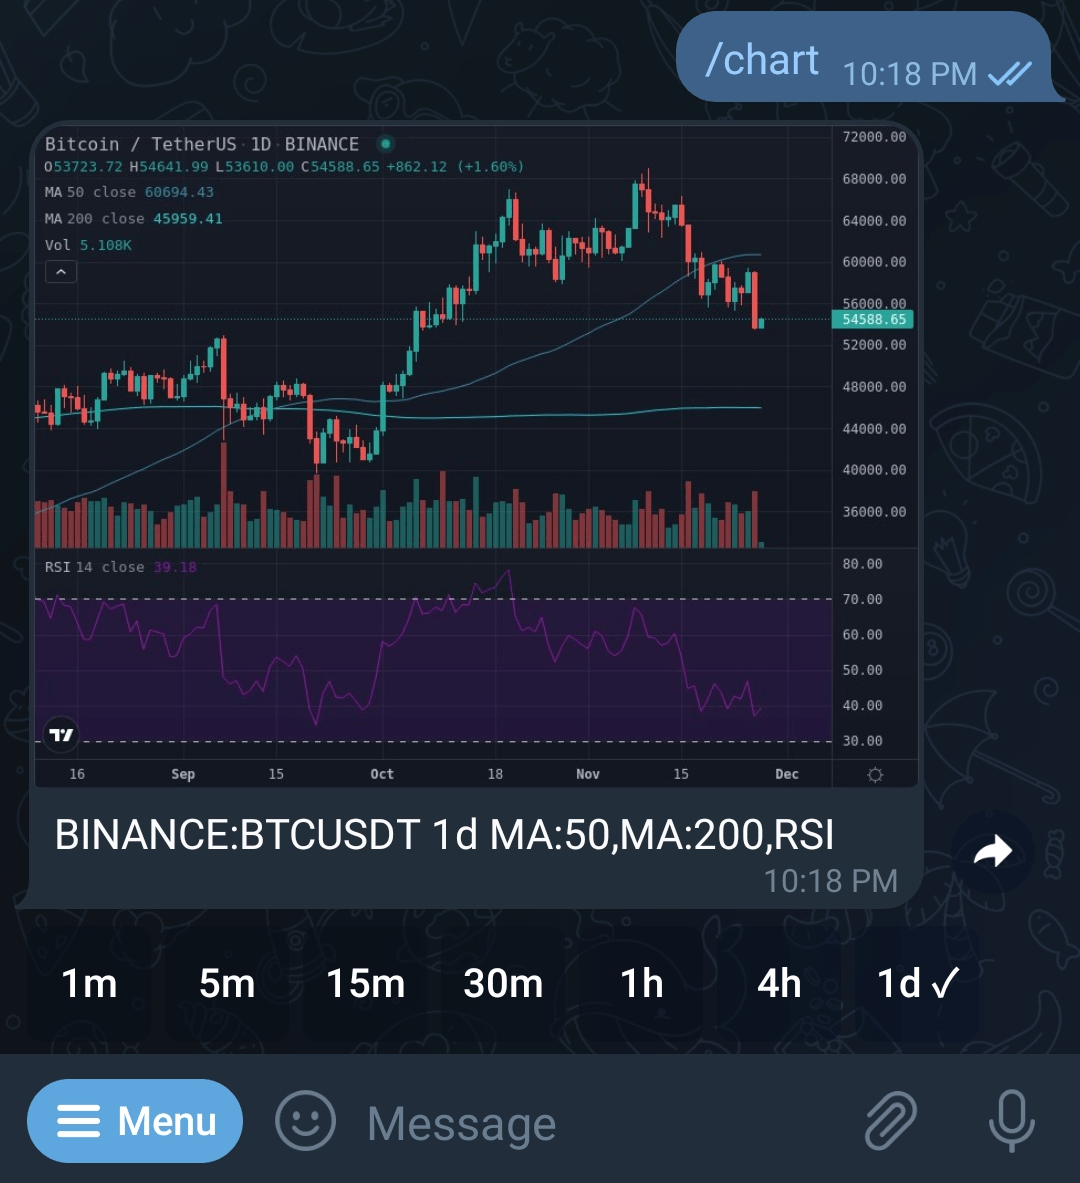 /chart 10:18 PM
Bitcoin / TetherUS · 1D · BINANCE
O53723.72 H54641.99 L53610.00 C54588.65 +862.12 (+1.60%)
MA 50 close 60694.43
MA 200 close 45959.41
Vol 5.108K
72000.00
68000.00
64000.00
60000.00
56000.00
54588.65
52000.00
48000.00
44000.00
40000.00
36000.00
RSI 14 close 39.18
80.00
70.00
60.00
50.00
40.00
30.00
16 Sep 15 Oct 18 Nov 15 Dec
BINANCE:BTCUSDT 1d MA:50,MA:200,RSI
10:18 PM
1m 5m 15m 30m 1h 4h 1d ✓
Menu Message